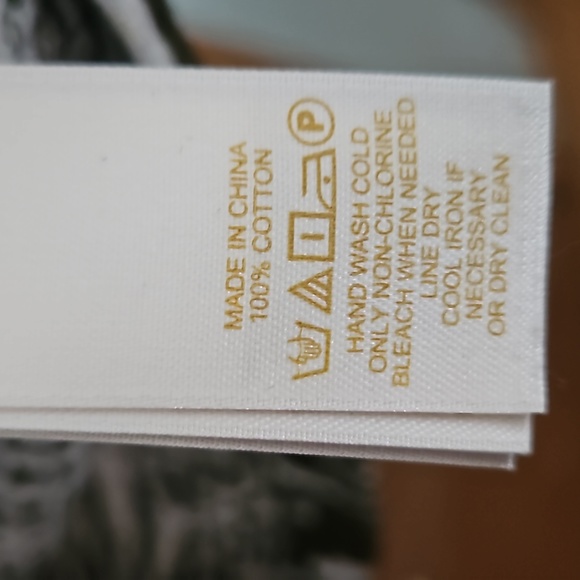 MADE IN CHINA
100% COTTON
P
HAND WASH COLD
ONLY NON-CHLORINE
BLEACH WHEN NEEDED
LINE DRY
COOL IRON IF
NECESSARY
OR DRY CLEAN